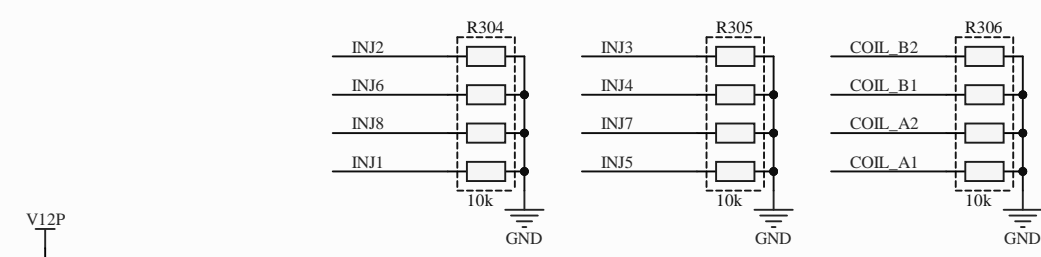 R304 R305 R306
INJ2 INJ3 COIL_B2
INJ6 INJ4 COIL_B1
INJ8 INJ7 COIL_A2
INJ1 INJ5 COIL_A1
10k 10k 10k
V12P
GND GND GND